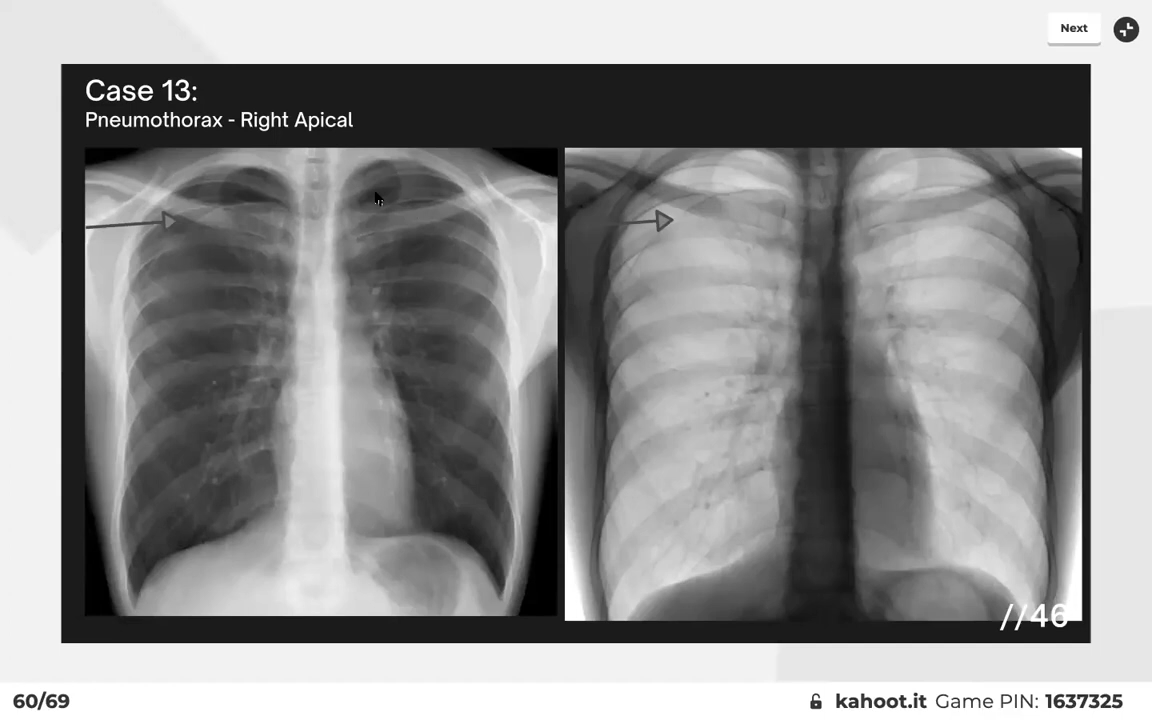 Next
Case 13:
Pneumothorax - Right Apical
//46
60/69
kahoot.it Game PIN: 1637325